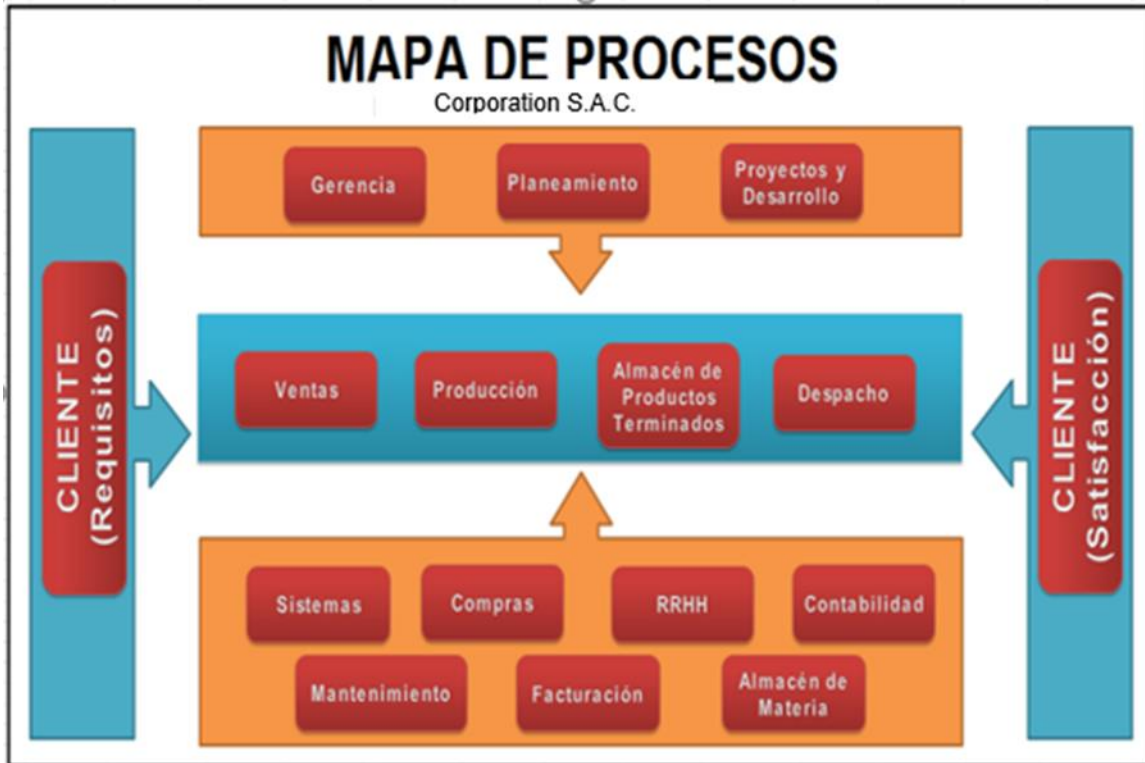 MAPA DE PROCESOS
Corporation S.A.C.
Gerencia
Planeamiento
Proyectos y
Desarrollo
CLIENTE
(Requisitos)
Ventas
Producción
Almacén de
Productos
Terminados
Despacho
CLIENTE
(Satisfacción)
Sistemas
Compras
RRHH
Contabilidad
Mantenimiento
Facturación
Almacén de
Materia